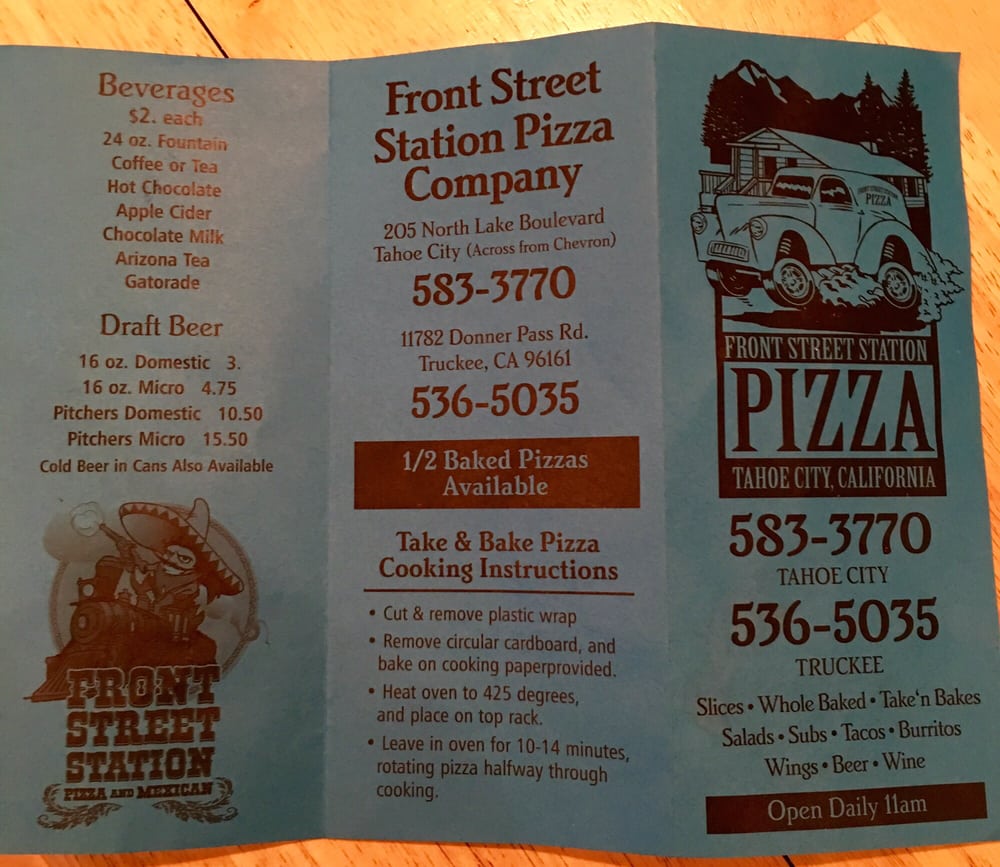 Beverages
$2. each
24 oz. Fountain
Coffee or Tea
Hot Chocolate
Apple Cider
Chocolate Milk
Arizona Tea
Gatorade
Draft Beer
16 oz. Domestic 3.
16 oz. Micro 4.75
Pitchers Domestic 10.50
Pitchers Micro 15.50
Cold Beer in Cans Also Available
FRONT
STREET
STATION
PIZZA AND MEXICAN
Front Street
Station Pizza
Company
205 North Lake Boulevard
Tahoe City (Across from Chevron)
583-3770
11782 Donner Pass Rd.
Truckee, CA 96161
536-5035
1/2 Baked Pizzas
Available
Take & Bake Pizza
Cooking Instructions
• Cut & remove plastic wrap
• Remove circular cardboard, and
bake on cooking paperprovided.
• Heat oven to 425 degrees,
and place on top rack.
• Leave in oven for 10-14 minutes,
rotating pizza halfway through
cooking.
FRONT STREET STATION
PIZZA
FRONT STREET STATION
PIZZA
TAHOE CITY, CALIFORNIA
583-3770
TAHOE CITY
536-5035
TRUCKEE
Slices • Whole Baked • Take'n Bakes
Salads • Subs • Tacos • Burritos
Wings • Beer • Wine
Open Daily 11am